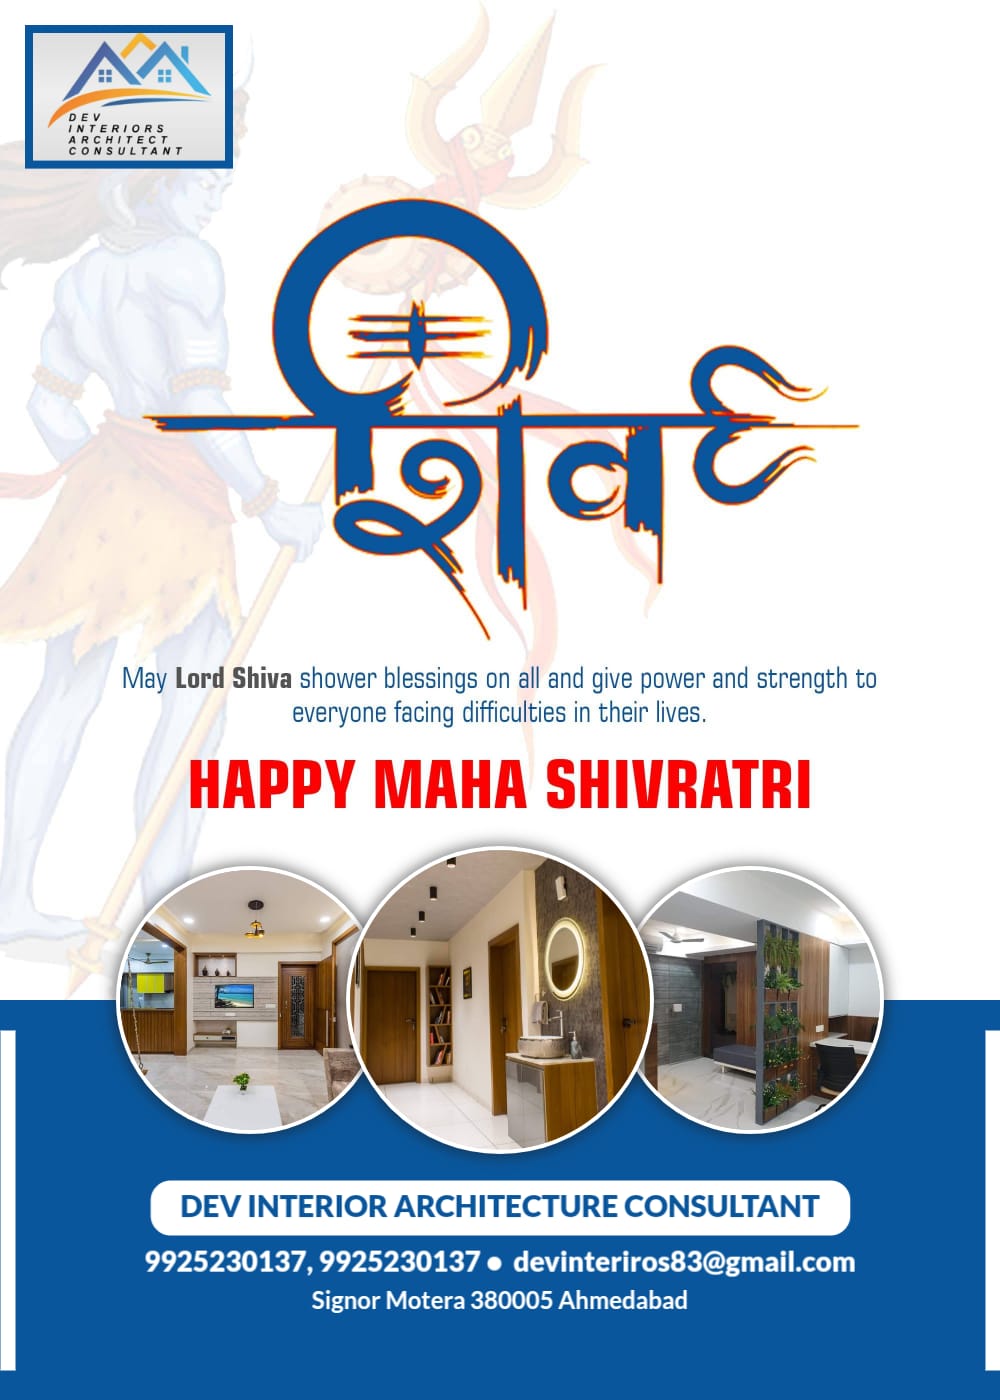 DEV
INTERIORS
ARCHITECT
CONSULTANT
शिव
May Lord Shiva shower blessings on all and give power and strength to
everyone facing difficulties in their lives.
HAPPY MAHA SHIVRATRI
DEV INTERIOR ARCHITECTURE CONSULTANT
9925230137, 9925230137 • devinteriros83@gmail.com
Signor Motera 380005 Ahmedabad